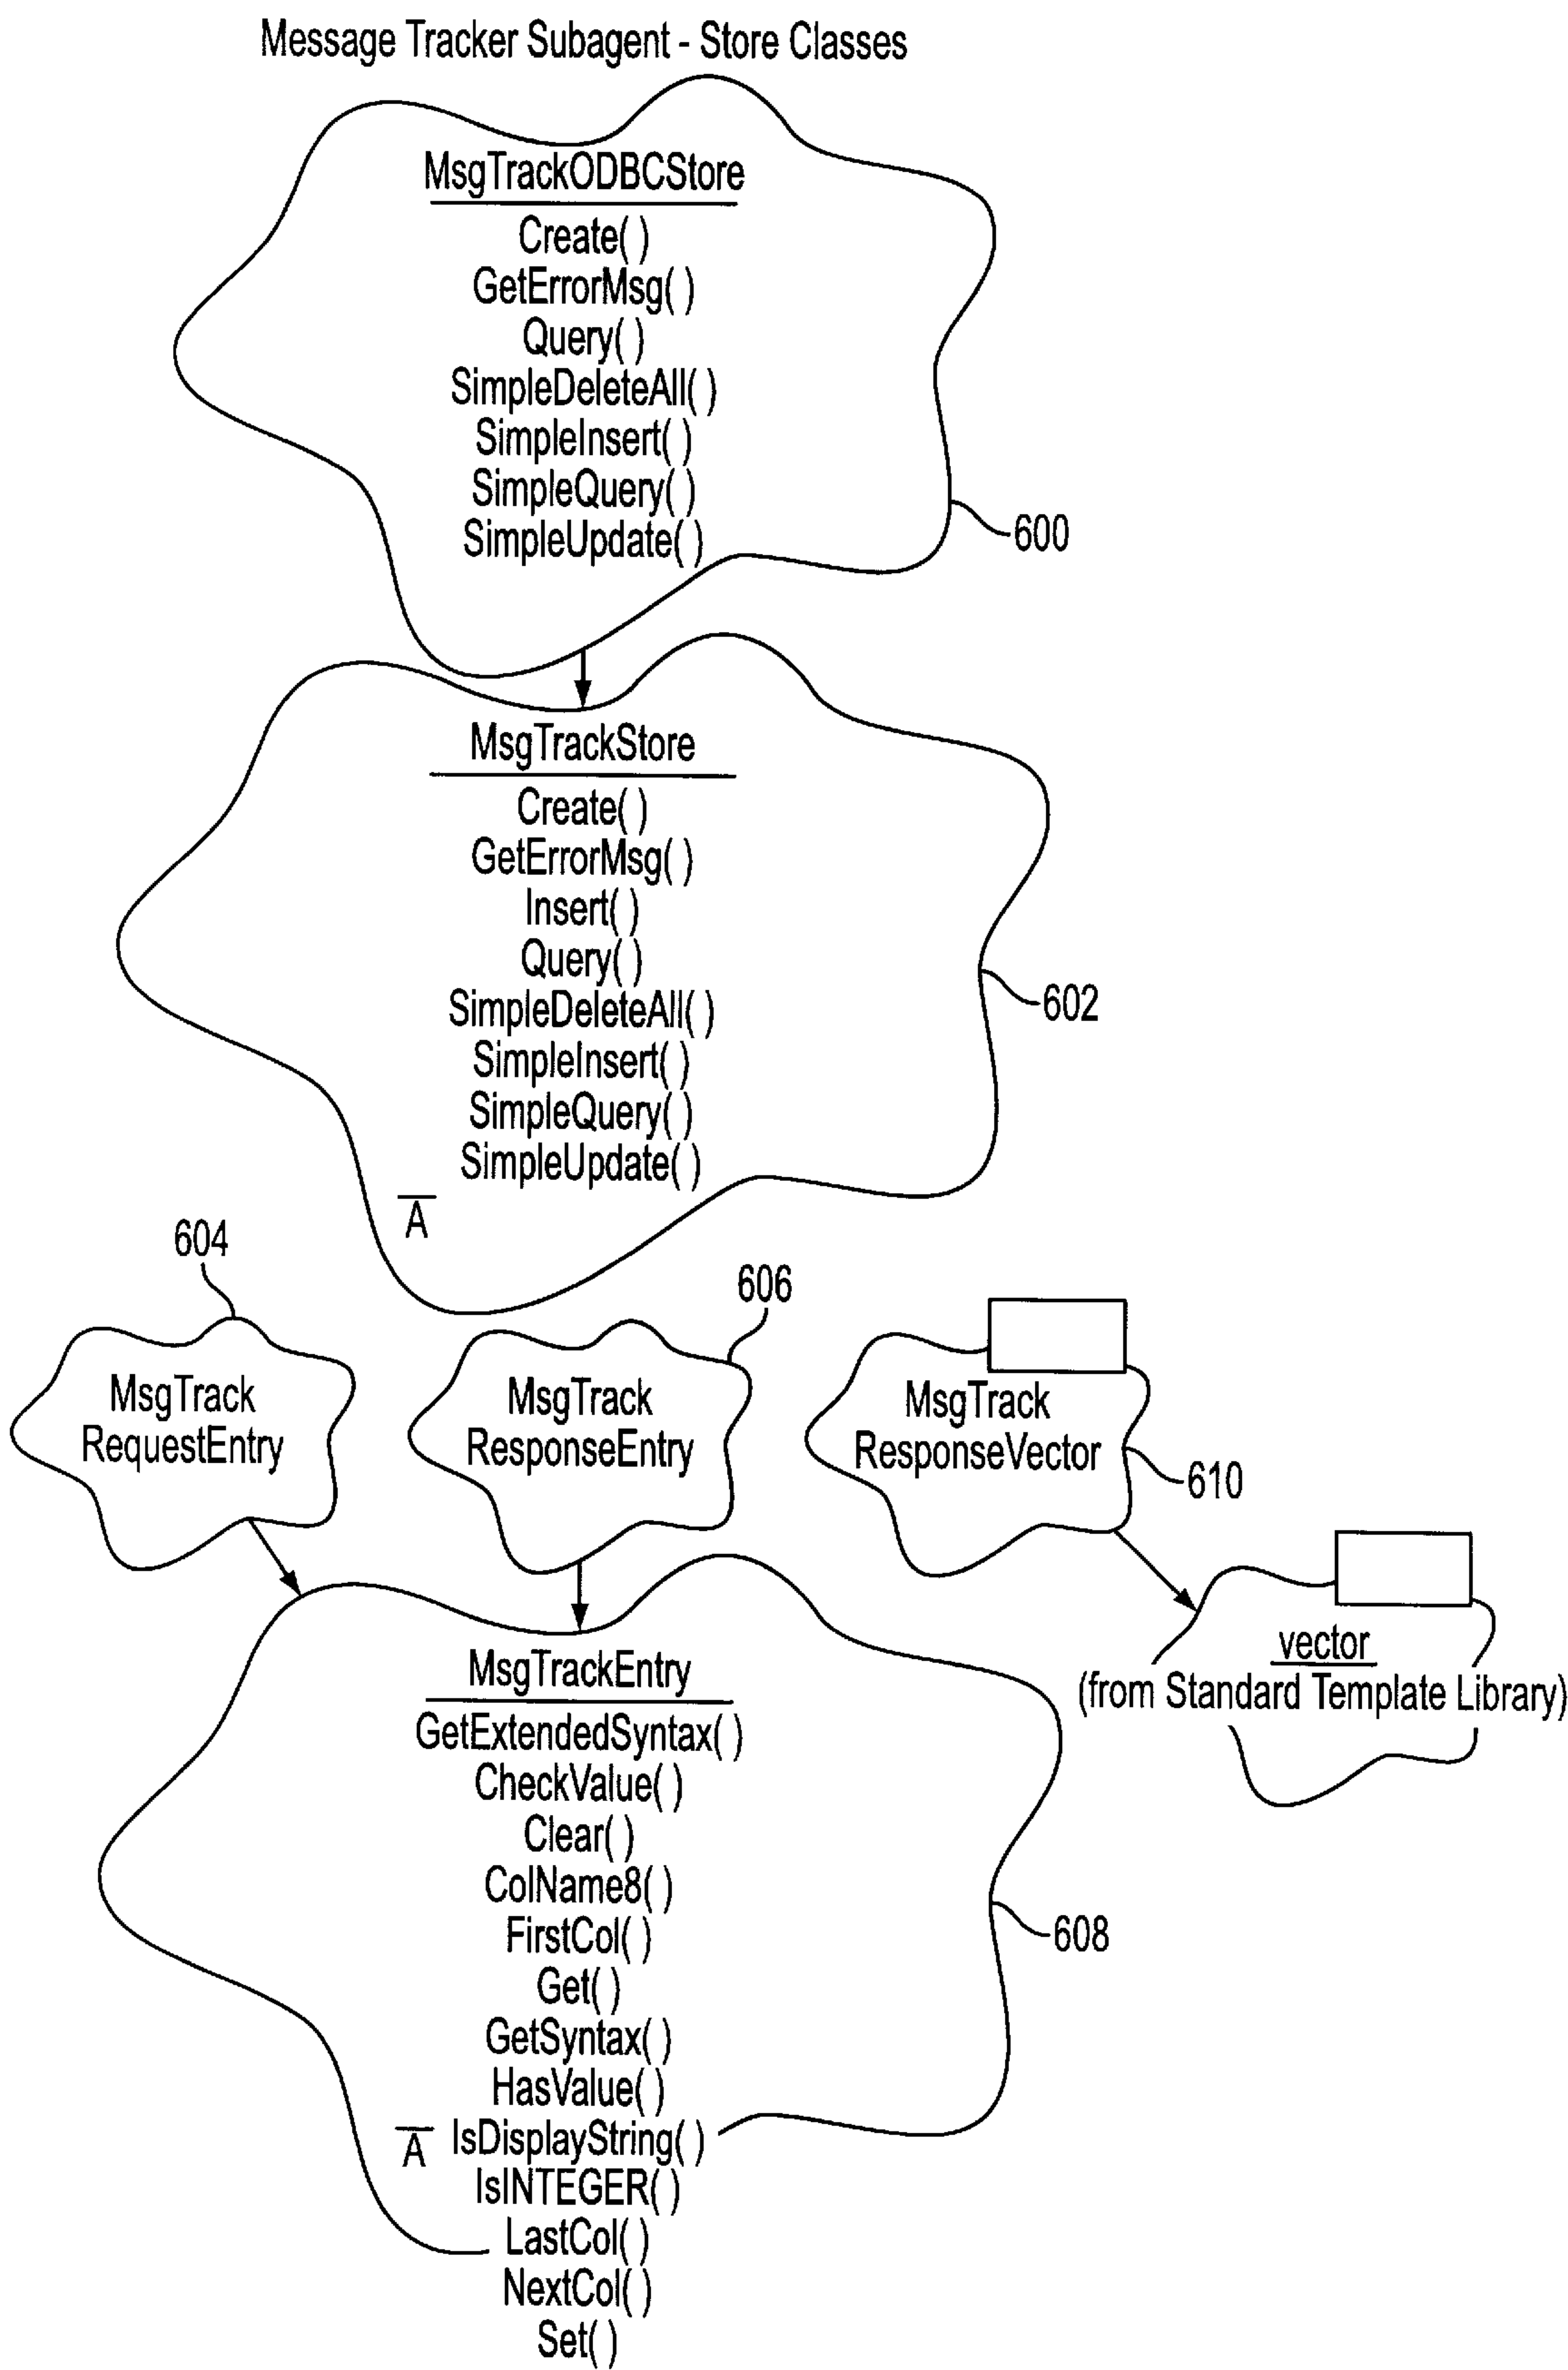 Message Tracker Subagent - Store Classes
MsgTrackODBCStore
Create( )
GetErrorMsg( )
Query( )
SimpleDeleteAll( )
SimpleInsert( )
SimpleQuery( )
SimpleUpdate( )
600
MsgTrackStore
Create( )
GetErrorMsg( )
Insert( )
Query( )
SimpleDeleteAll( )
602
SimpleInsert( )
SimpleQuery( )
SimpleUpdate( )
A
604
606
MsgTrack
RequestEntry
MsgTrack
ResponseEntry
MsgTrack
ResponseVector
610
vector
(from Standard Template Library)
MsgTrackEntry
GetExtendedSyntax( )
CheckValue( )
Clear( )
ColName8( )
FirstCol( )
608
Get( )
GetSyntax( )
HasValue( )
A IsDisplayString( )
IsINTEGER( )
LastCol( )
NextCol( )
Set( )